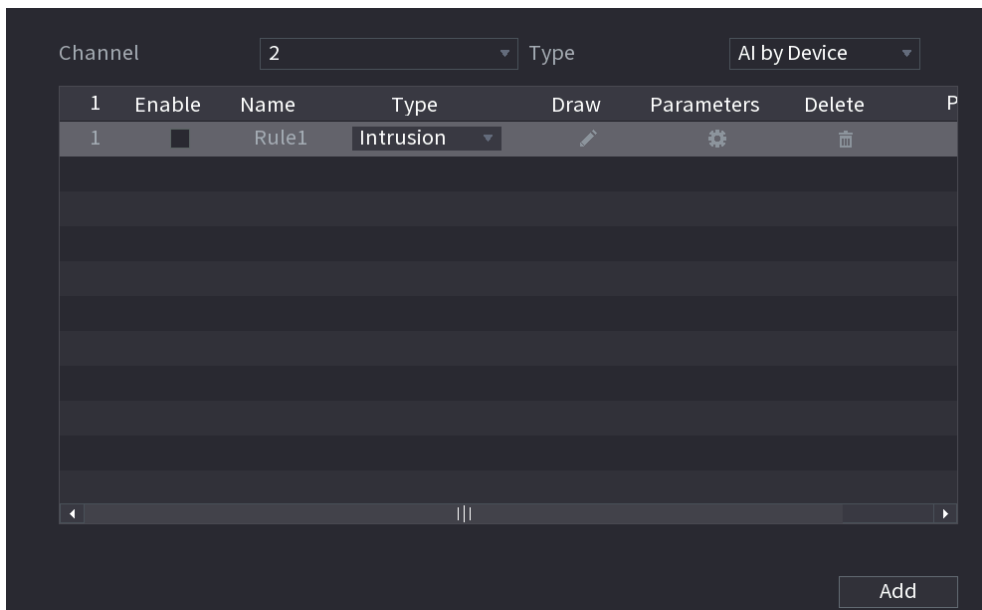 Channel 2 Type AI by Device
1 Enable Name Type Draw Parameters Delete P
1 Rule1 Intrusion
Add